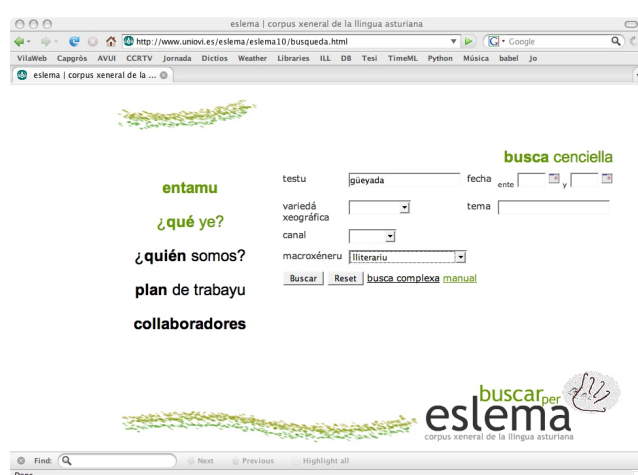 eslema | corpus xeneral de la llingua asturiana
http://www.uniovi.es/eslema/eslema10/busqueda.html
Google
VilaWeb Capgròs AVUI CCRTV Jornada Dictios Weather Libraries ILL DB Tesi TimeML Python Música babel Jo
eslema | corpus xeneral de la ...
busca cenciella
testu güeyada fecha ente y
entamu
variedá xeográfica tema
¿qué ye?
canal
¿quién somos?
macroxéneru lliterariu
Buscar Reset busca complexa manual
plan de trabayu
collaboradores
buscar per
eslema
corpus xeneral de la llingua asturiana
Find: Next Previous Highlight all
Done